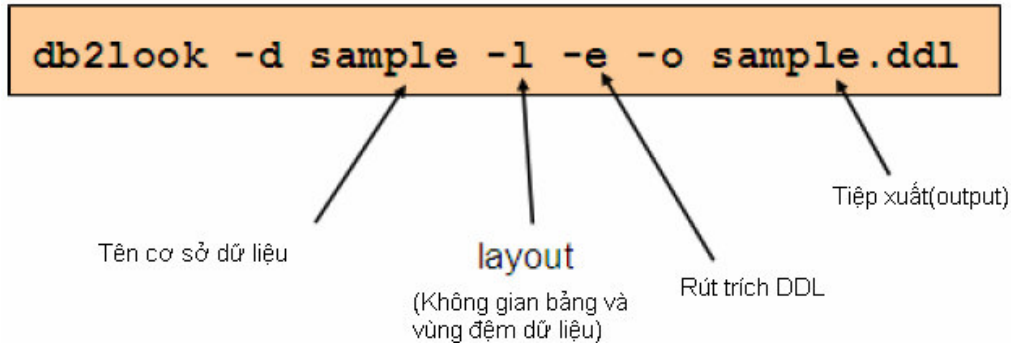 db2look -d sample -l -e -o sample.ddl
Tiệp xuất(output)
Tên cơ sở dữ liệu
layout
Rút trích DDL
(Không gian bảng và
vùng đệm dữ liệu)